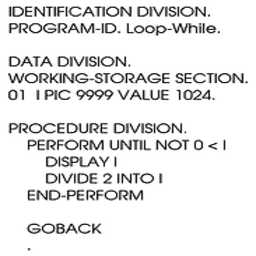 IDENTIFICATION DIVISION.
PROGRAM-ID. Loop-While.

DATA DIVISION.
WORKING-STORAGE SECTION.
01  I PIC 9999 VALUE 1024.

PROCEDURE DIVISION.
    PERFORM UNTIL NOT 0 < I
        DISPLAY I
        DIVIDE 2 INTO I
    END-PERFORM

    GOBACK
    .